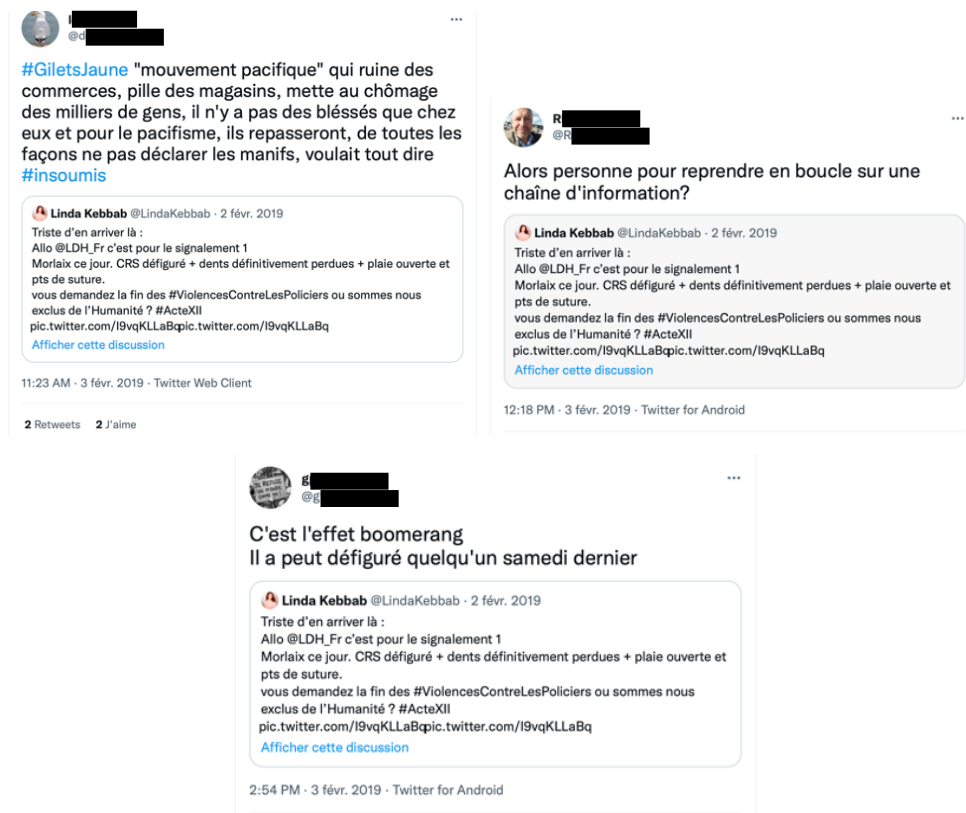 #GiletsJaune "mouvement pacifique" qui ruine des
commerces, pille des magasins, mette au chômage
des milliers de gens, il n'y a pas des bléssés que chez
eux et pour le pacifisme, ils repasseront, de toutes les
façons ne pas déclarer les manifs, voulait tout dire
#insoumis
Linda Kebbab @LindaKebbab · 2 févr. 2019
Triste d'en arriver là :
Allo @LDH_Fr c'est pour le signalement 1
Morlaix ce jour. CRS défiguré + dents définitivement perdues + plaie ouverte et
pts de suture.
vous demandez la fin des #ViolencesContreLesPoliciers ou sommes nous
exclus de l'Humanité ? #ActeXII
pic.twitter.com/I9vqKLLaBqpic.twitter.com/I9vqKLLaBq
Afficher cette discussion
11:23 AM · 3 févr. 2019 · Twitter Web Client
2 Retweets 2 J'aime
R
@R
Alors personne pour reprendre en boucle sur une
chaîne d'information?
Linda Kebbab @LindaKebbab · 2 févr. 2019
Triste d'en arriver là :
Allo @LDH_Fr c'est pour le signalement 1
Morlaix ce jour. CRS défiguré + dents définitivement perdues + plaie ouverte et
pts de suture.
vous demandez la fin des #ViolencesContreLesPoliciers ou sommes nous
exclus de l'Humanité ? #ActeXII
pic.twitter.com/I9vqKLLaBqpic.twitter.com/I9vqKLLaBq
Afficher cette discussion
12:18 PM · 3 févr. 2019 · Twitter for Android
g
@g
C'est l'effet boomerang
Il a peut défiguré quelqu'un samedi dernier
Linda Kebbab @LindaKebbab · 2 févr. 2019
Triste d'en arriver là :
Allo @LDH_Fr c'est pour le signalement 1
Morlaix ce jour. CRS défiguré + dents définitivement perdues + plaie ouverte et
pts de suture.
vous demandez la fin des #ViolencesContreLesPoliciers ou sommes nous
exclus de l'Humanité ? #ActeXII
pic.twitter.com/I9vqKLLaBqpic.twitter.com/I9vqKLLaBq
Afficher cette discussion
2:54 PM · 3 févr. 2019 · Twitter for Android